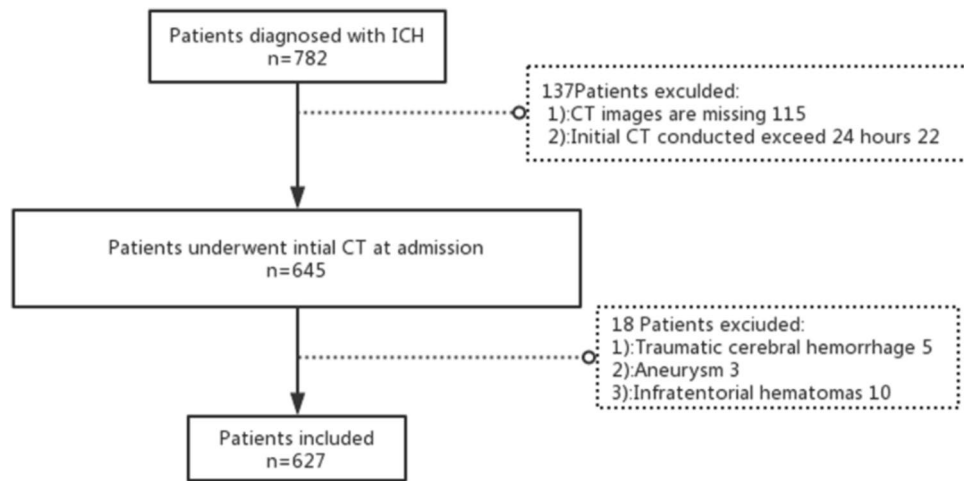 Patients diagnosed with ICH
n=782
137Patients exculded:
1):CT images are missing 115
2):Initial CT conducted exceed 24 hours 22
Patients underwent intial CT at admission
n=645
18 Patients exciuded:
1):Traumatic cerebral hemorrhage 5
2):Aneurysm 3
3):Infratentorial hematomas 10
Patients included
n=627